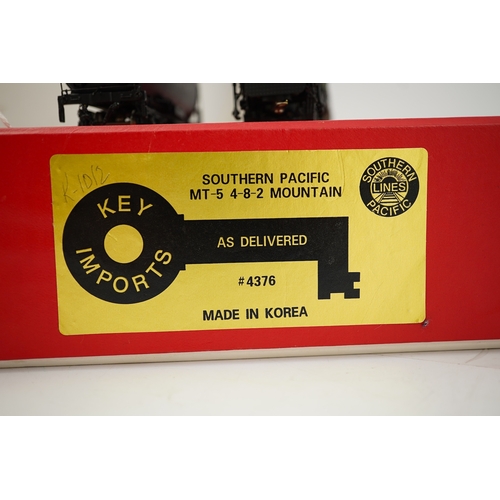 K-1012
SOUTHERN PACIFIC
MT-5 4-8-2 MOUNTAIN
SOUTHERN
LINES
PACIFIC
KEY
IMPORTS
AS DELIVERED
#4376
MADE IN KOREA